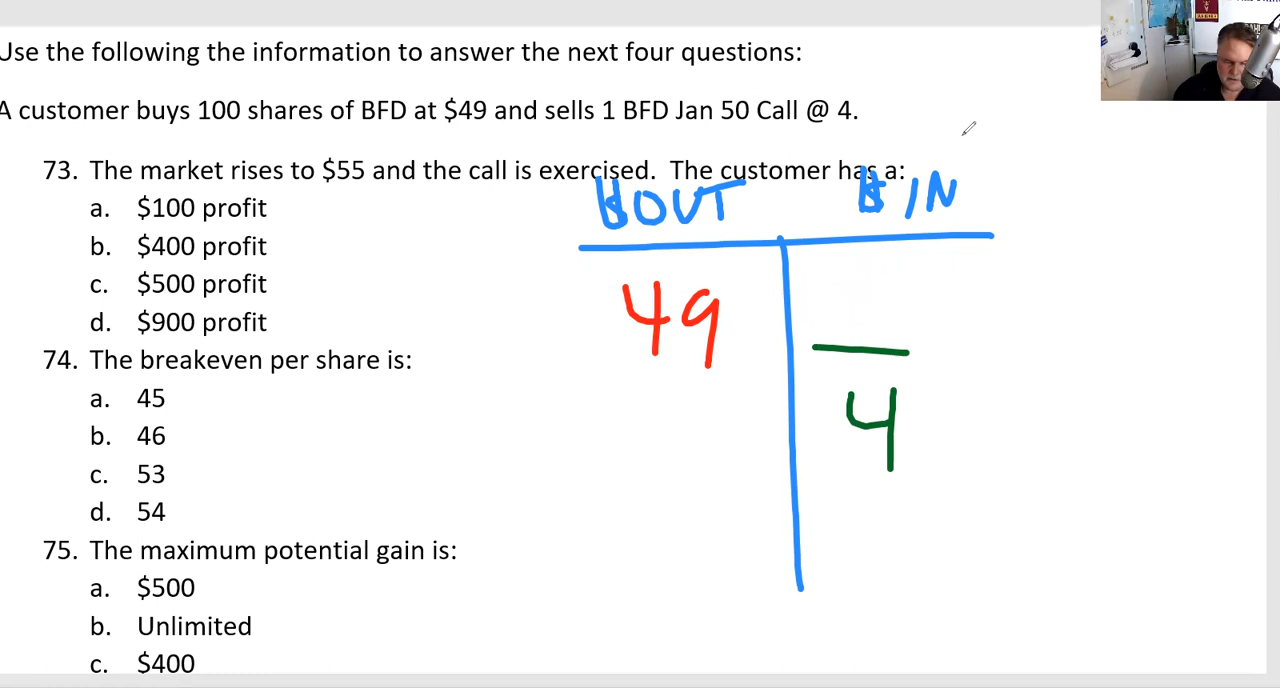 Use the following the information to answer the next four questions:
A customer buys 100 shares of BFD at $49 and sells 1 BFD Jan 50 Call @ 4.
73. The market rises to $55 and the call is exercised. The customer has a:
a. $100 profit
b. $400 profit
c. $500 profit
d. $900 profit
$ OUT $ IN
49
4
74. The breakeven per share is:
a. 45
b. 46
c. 53
d. 54
75. The maximum potential gain is:
a. $500
b. Unlimited
c. $400